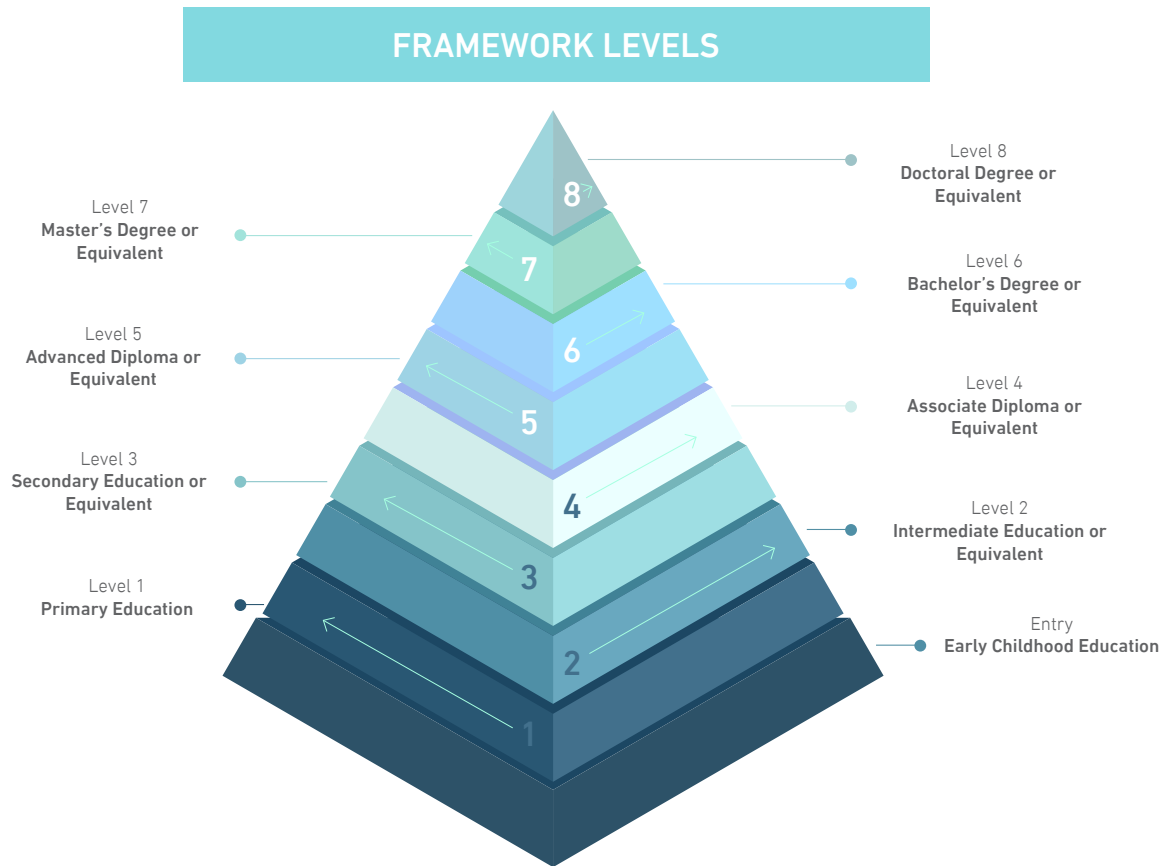 FRAMEWORK LEVELS
Level 8
Doctoral Degree or
Equivalent
8
Level 7
Master's Degree or
Equivalent
7
Level 6
Bachelor's Degree or
Equivalent
6
Level 5
Advanced Diploma or
Equivalent
5
Level 4
Associate Diploma or
Equivalent
4
Level 3
Secondary Education or
Equivalent
3
Level 2
Intermediate Education or
Equivalent
2
Level 1
Primary Education
1
Entry
Early Childhood Education